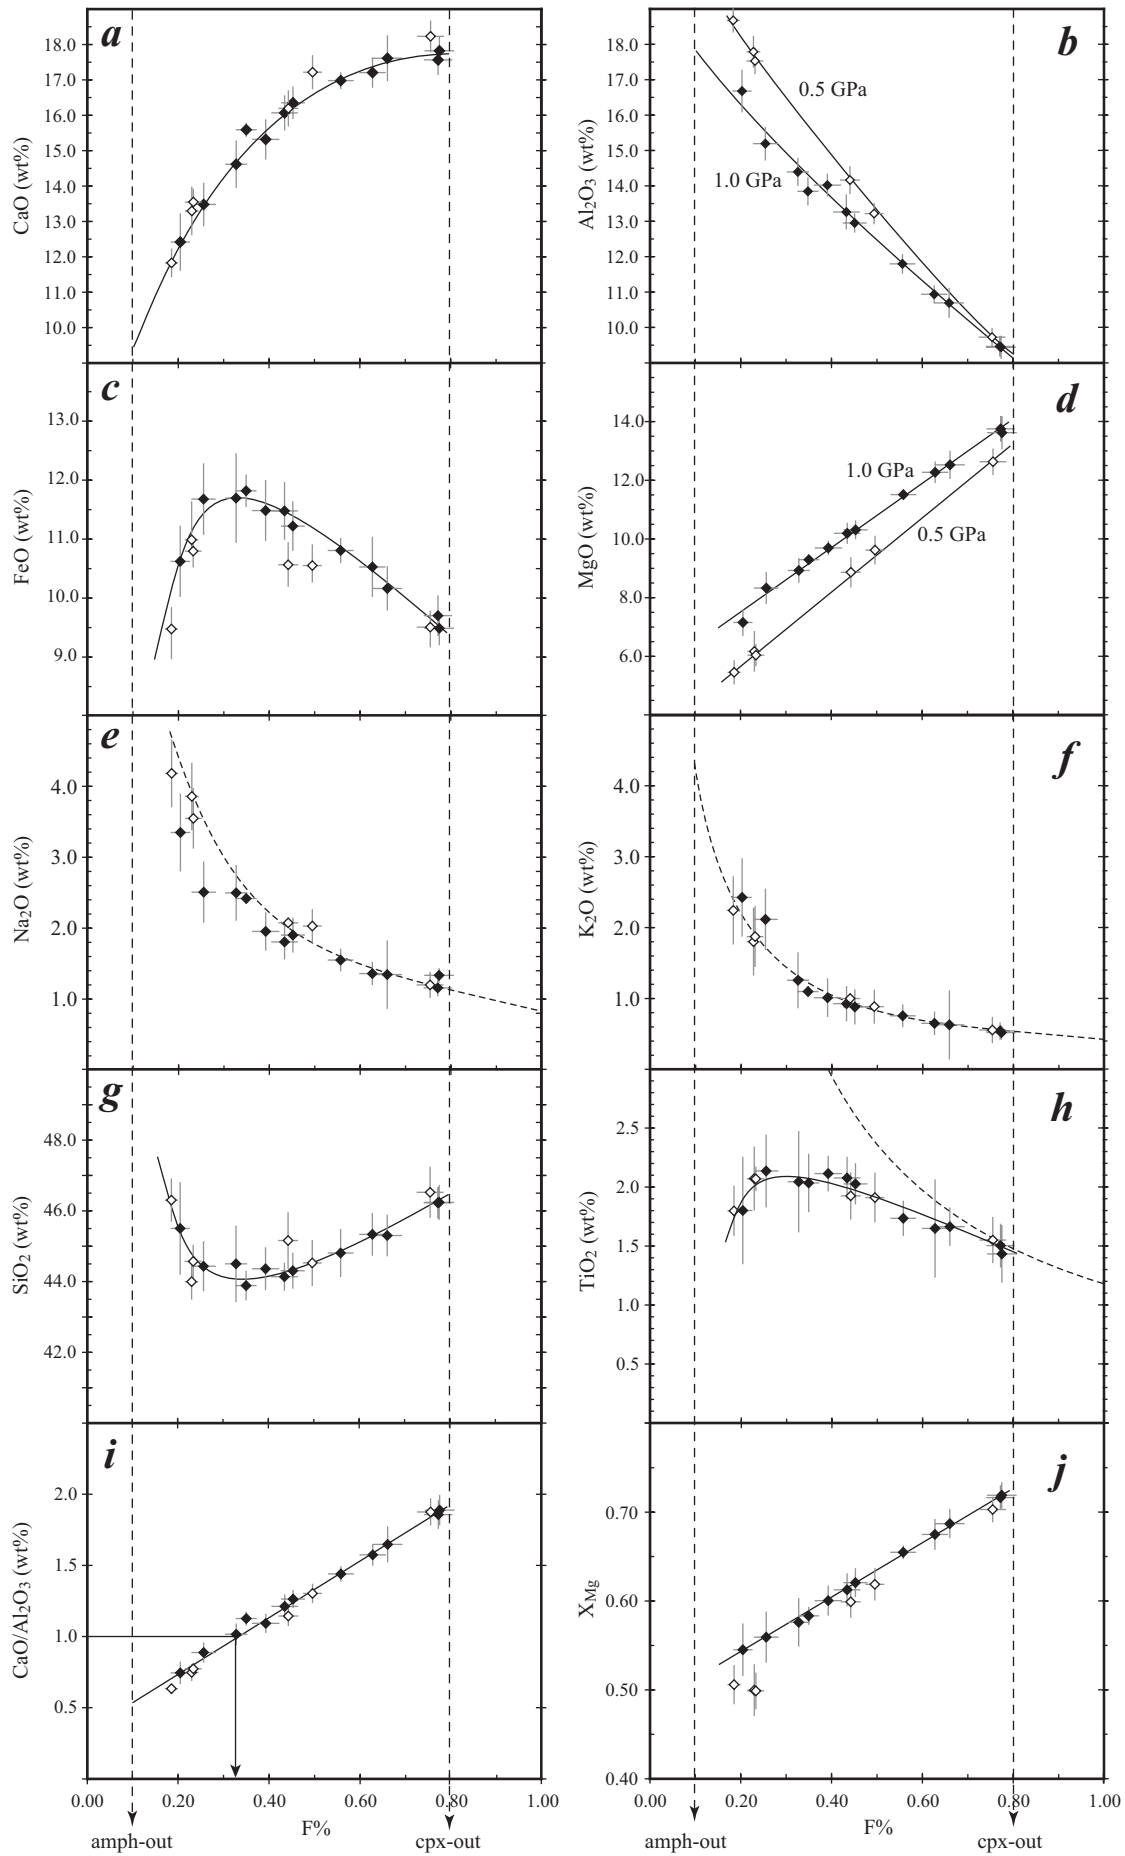 a
18.0
17.0
16.0
15.0
14.0
13.0
12.0
11.0
10.0
CaO (wt%)
b
18.0
17.0
16.0
15.0
14.0
13.0
12.0
11.0
10.0
Al2O3 (wt%)
0.5 GPa
1.0 GPa
c
13.0
12.0
11.0
10.0
9.0
FeO (wt%)
d
14.0
12.0
10.0
8.0
6.0
MgO (wt%)
1.0 GPa
0.5 GPa
e
4.0
3.0
2.0
1.0
Na2O (wt%)
f
4.0
3.0
2.0
1.0
K2O (wt%)
g
48.0
46.0
44.0
42.0
SiO2 (wt%)
h
2.5
2.0
1.5
1.0
0.5
TiO2 (wt%)
i
2.0
1.5
1.0
0.5
CaO/Al2O3 (wt%)
j
0.70
0.60
0.50
0.40
XMg
0.00 0.20 0.40 0.60 0.80 1.00
F%
amph-out cpx-out
0.00 0.20 0.40 0.60 0.80 1.00
F%
amph-out cpx-out